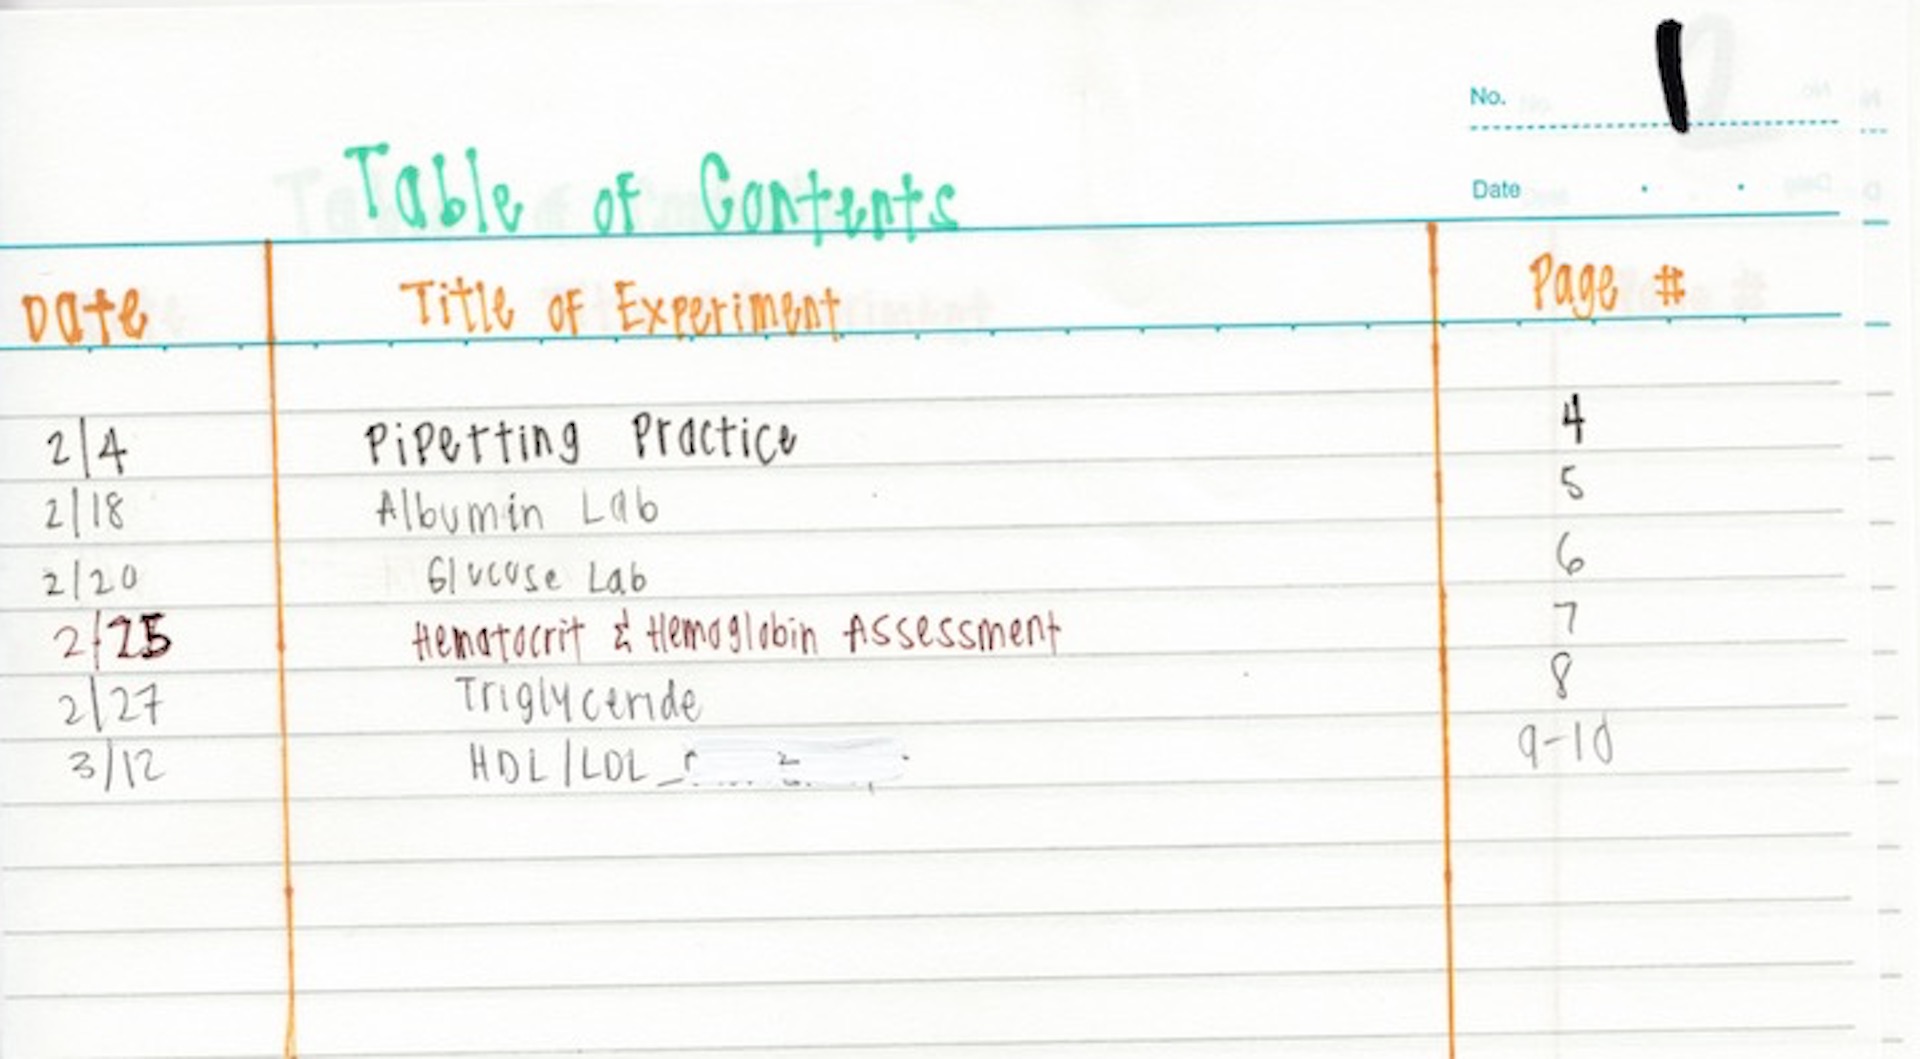 No. 1
Table of Contents
Date . .
Date Title of Experiment Page #
2/4 Pipetting Practice 4
2/18 Albumin Lab 5
2/20 Glucose Lab 6
2/25 Hematocrit & Hemoglobin Assessment 7
2/27 Triglyceride 8
3/12 HDL/LDL 9-10